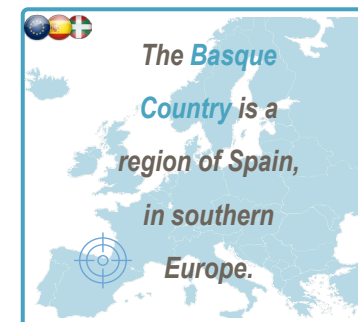 The Basque
Country is a
region of Spain,
in southern
Europe.